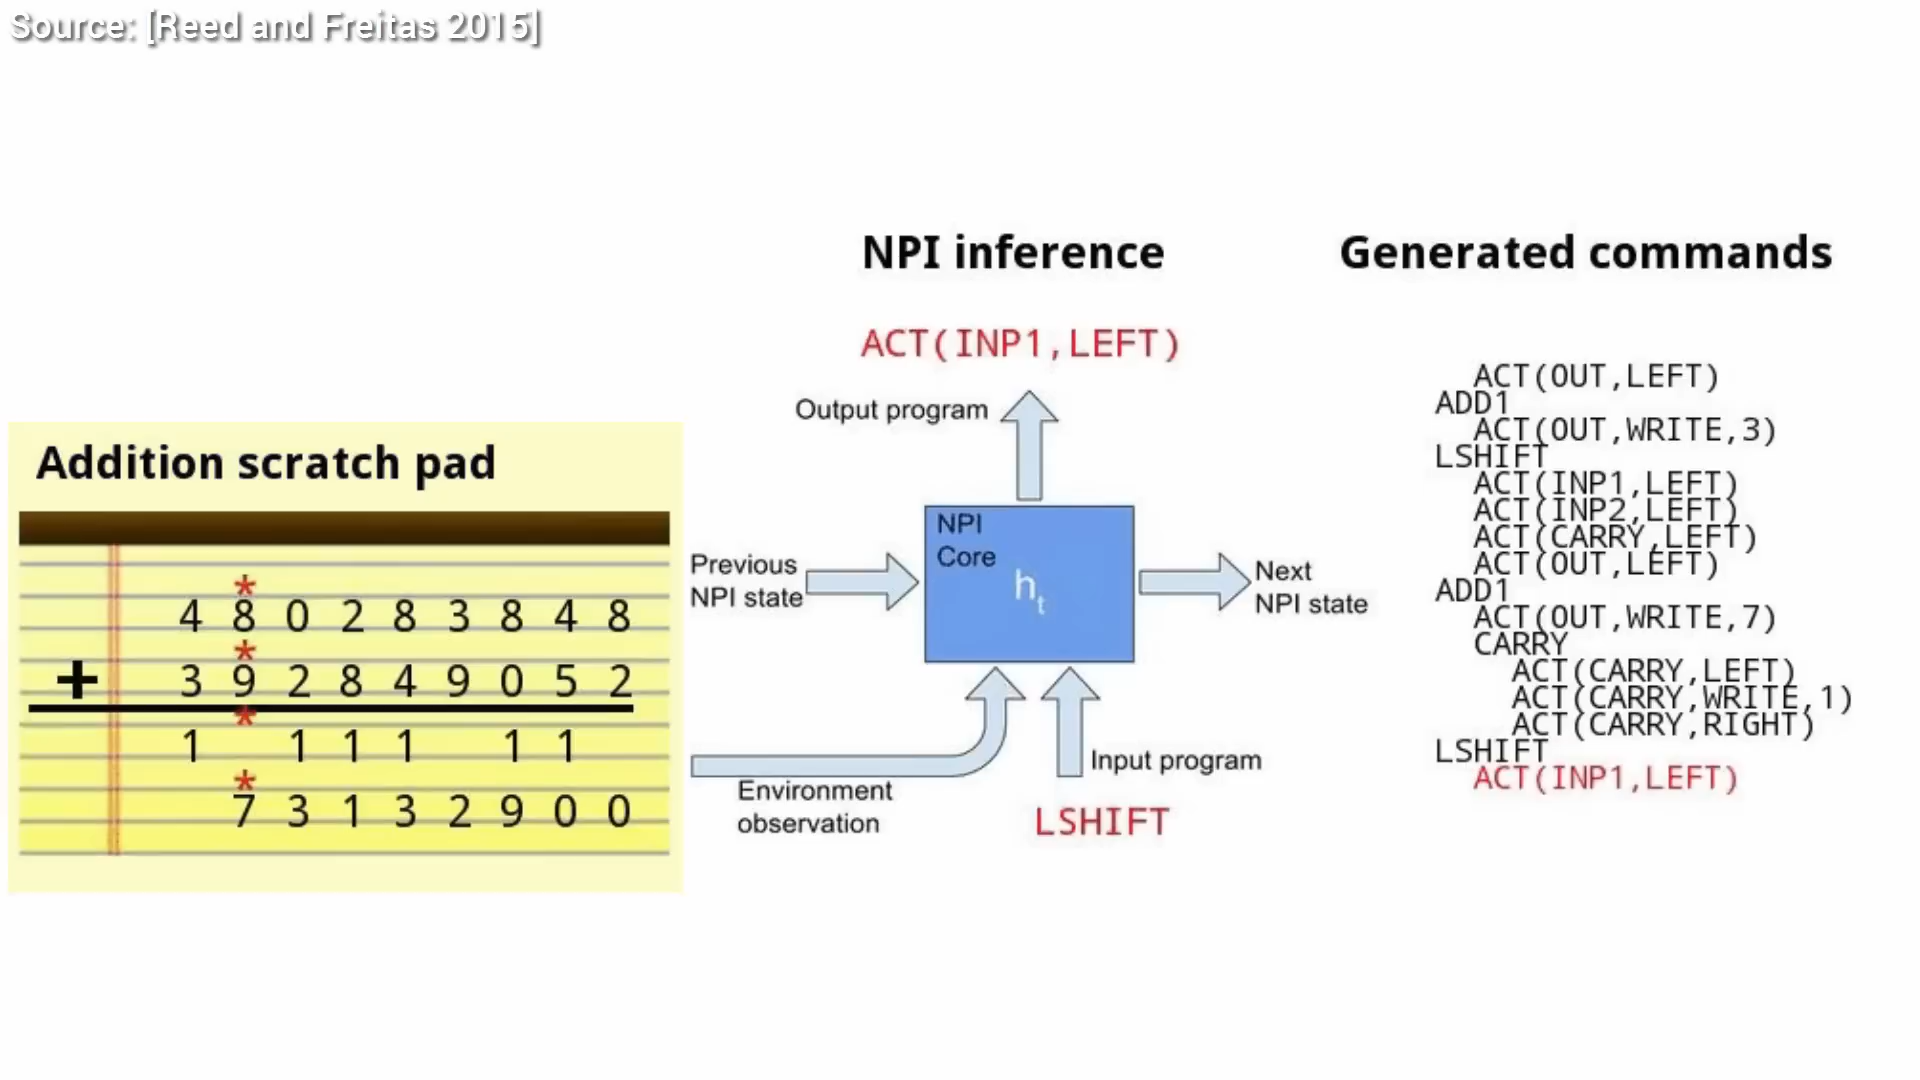 Source: [Reed and Freitas 2015]
Addition scratch pad
*
4 8 0 2 8 3 8 4 8
*
+ 3 9 2 8 4 9 0 5 2
*
1 1 1 1 1 1
*
7 3 1 3 2 9 0 0
NPI inference
ACT(INP1,LEFT)
Output program
NPI
Core
h_t
Previous
NPI state
Next
NPI state
Environment
observation
Input program
LSHIFT
Generated commands
ACT(OUT,LEFT)
ADD1
ACT(OUT,WRITE,3)
LSHIFT
ACT(INP1,LEFT)
ACT(INP2,LEFT)
ACT(CARRY,LEFT)
ACT(OUT,LEFT)
ADD1
ACT(OUT,WRITE,7)
CARRY
ACT(CARRY,LEFT)
ACT(CARRY,WRITE,1)
ACT(CARRY,RIGHT)
LSHIFT
ACT(INP1,LEFT)